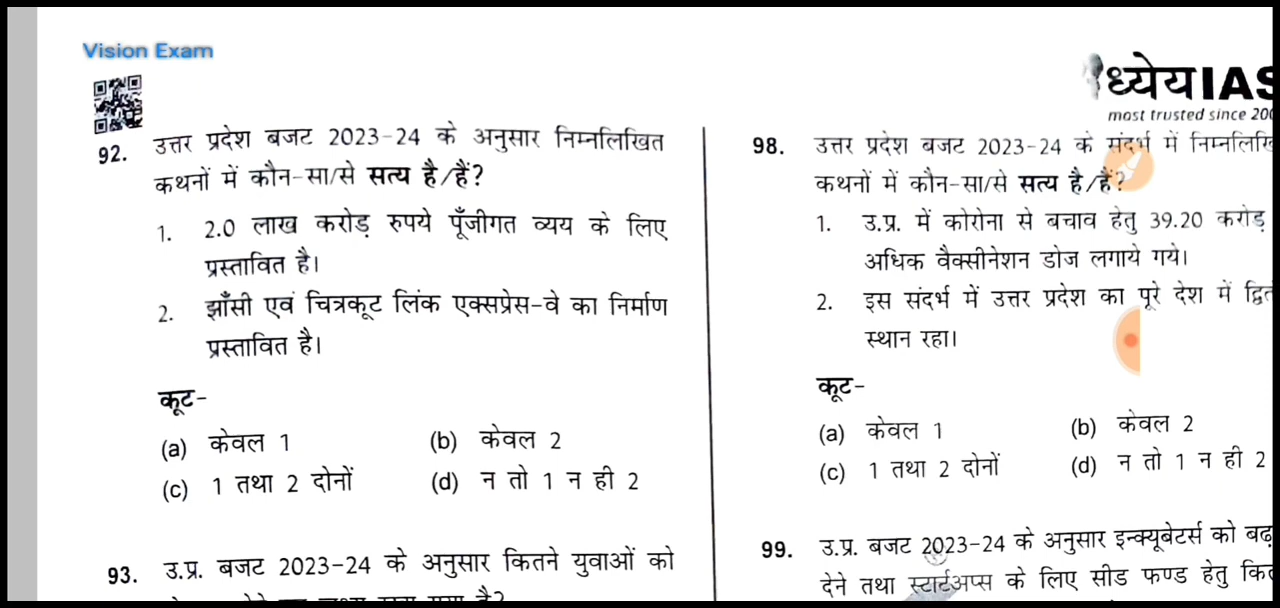 Vision Exam
ध्येयIAS
most trusted since 200
92. उत्तर प्रदेश बजट 2023-24 के अनुसार निम्नलिखित
कथनों में कौन-सा/से सत्य है/हैं?
1. 2.0 लाख करोड़ रुपये पूँजीगत व्यय के लिए
प्रस्तावित है।
2. झाँसी एवं चित्रकूट लिंक एक्सप्रेस-वे का निर्माण
प्रस्तावित है।
कूट-
(a) केवल 1 (b) केवल 2
(c) 1 तथा 2 दोनों (d) न तो 1 न ही 2
93. उ.प्र. बजट 2023-24 के अनुसार कितने युवाओं को
98. उत्तर प्रदेश बजट 2023-24 के संदर्भ में
कथनों में कौन-सा/से सत्य है/हैं?
1. उ.प्र. में कोरोना से बचाव हेतु 39.20 करोड़
अधिक वैक्सीनेशन डोज लगाये गये।
2. इस संदर्भ में उत्तर प्रदेश का पूरे देश में
स्थान रहा।
कूट-
(a) केवल 1 (b) केवल 2
(c) 1 तथा 2 दोनों (d) न तो 1 न ही 2
99. उ.प्र. बजट 2023-24 के अनुसार इन्क्यूबेटर्स को
देने तथा स्टार्टअप्स के लिए सीड फण्ड हेतु